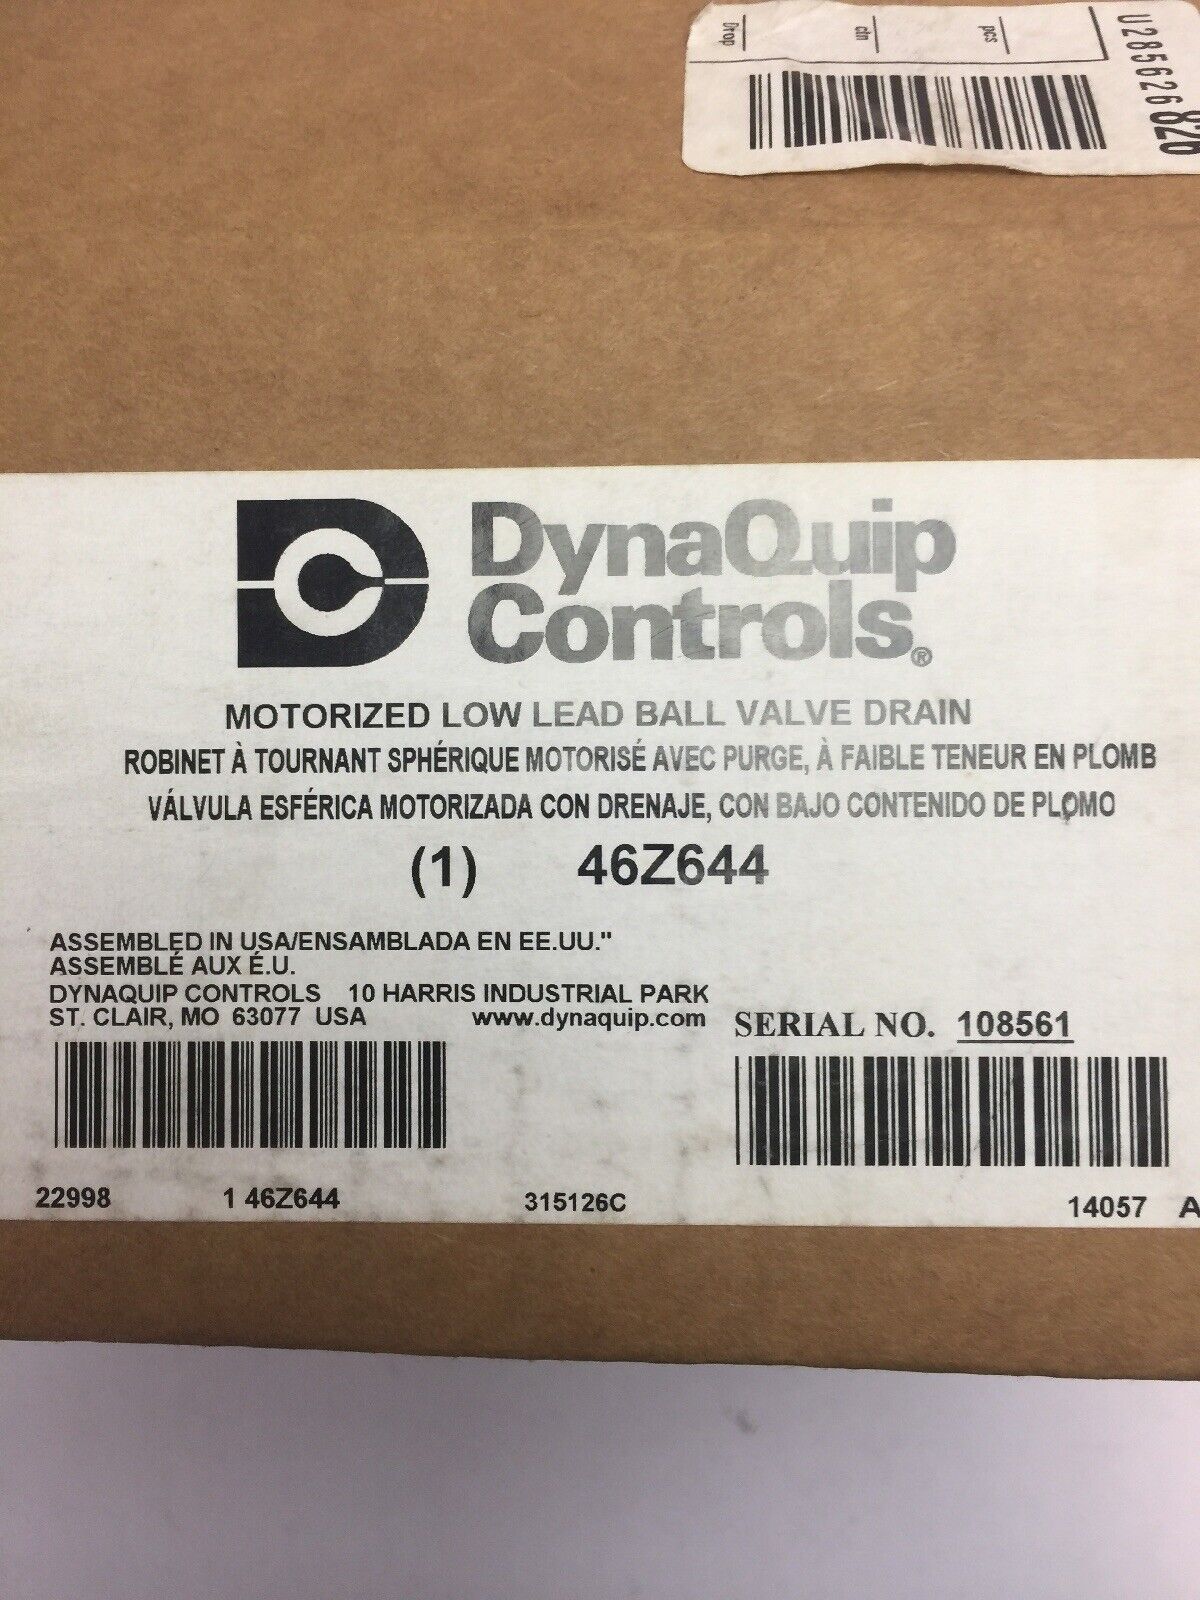 Drop
ctn
pcs
U285626826
DynaQuip
Controls®
MOTORIZED LOW LEAD BALL VALVE DRAIN
ROBINET À TOURNANT SPHÉRIQUE MOTORISÉ AVEC PURGE, À FAIBLE TENEUR EN PLOMB
VÁLVULA ESFÉRICA MOTORIZADA CON DRENAJE, CON BAJO CONTENIDO DE PLOMO
(1) 46Z644
ASSEMBLED IN USA/ENSAMBLADA EN EE.UU."
ASSEMBLÉ AUX É.U.
DYNAQUIP CONTROLS 10 HARRIS INDUSTRIAL PARK
ST. CLAIR, MO 63077 USA www.dynaquip.com
SERIAL NO. 108561
22998 1 46Z644 315126C 14057 A